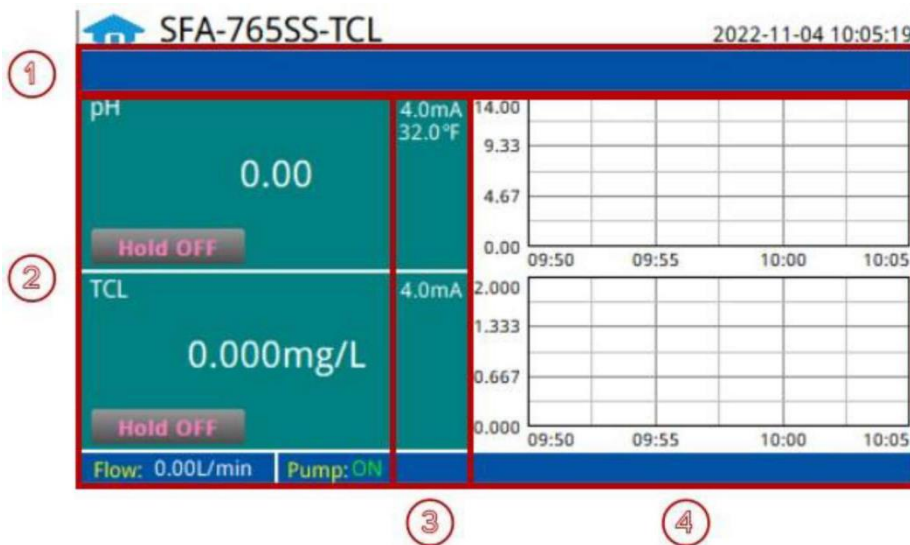 SFA-765SS-TCL
2022-11-04 10:05:19
①
pH
4.0mA
32.0°F
0.00
Hold OFF
14.00
9.33
4.67
0.00
09:50 09:55 10:00 10:05
②
TCL
4.0mA
0.000mg/L
Hold OFF
2.000
1.333
0.667
0.000
09:50 09:55 10:00 10:05
Flow: 0.00L/min Pump: ON
③ ④